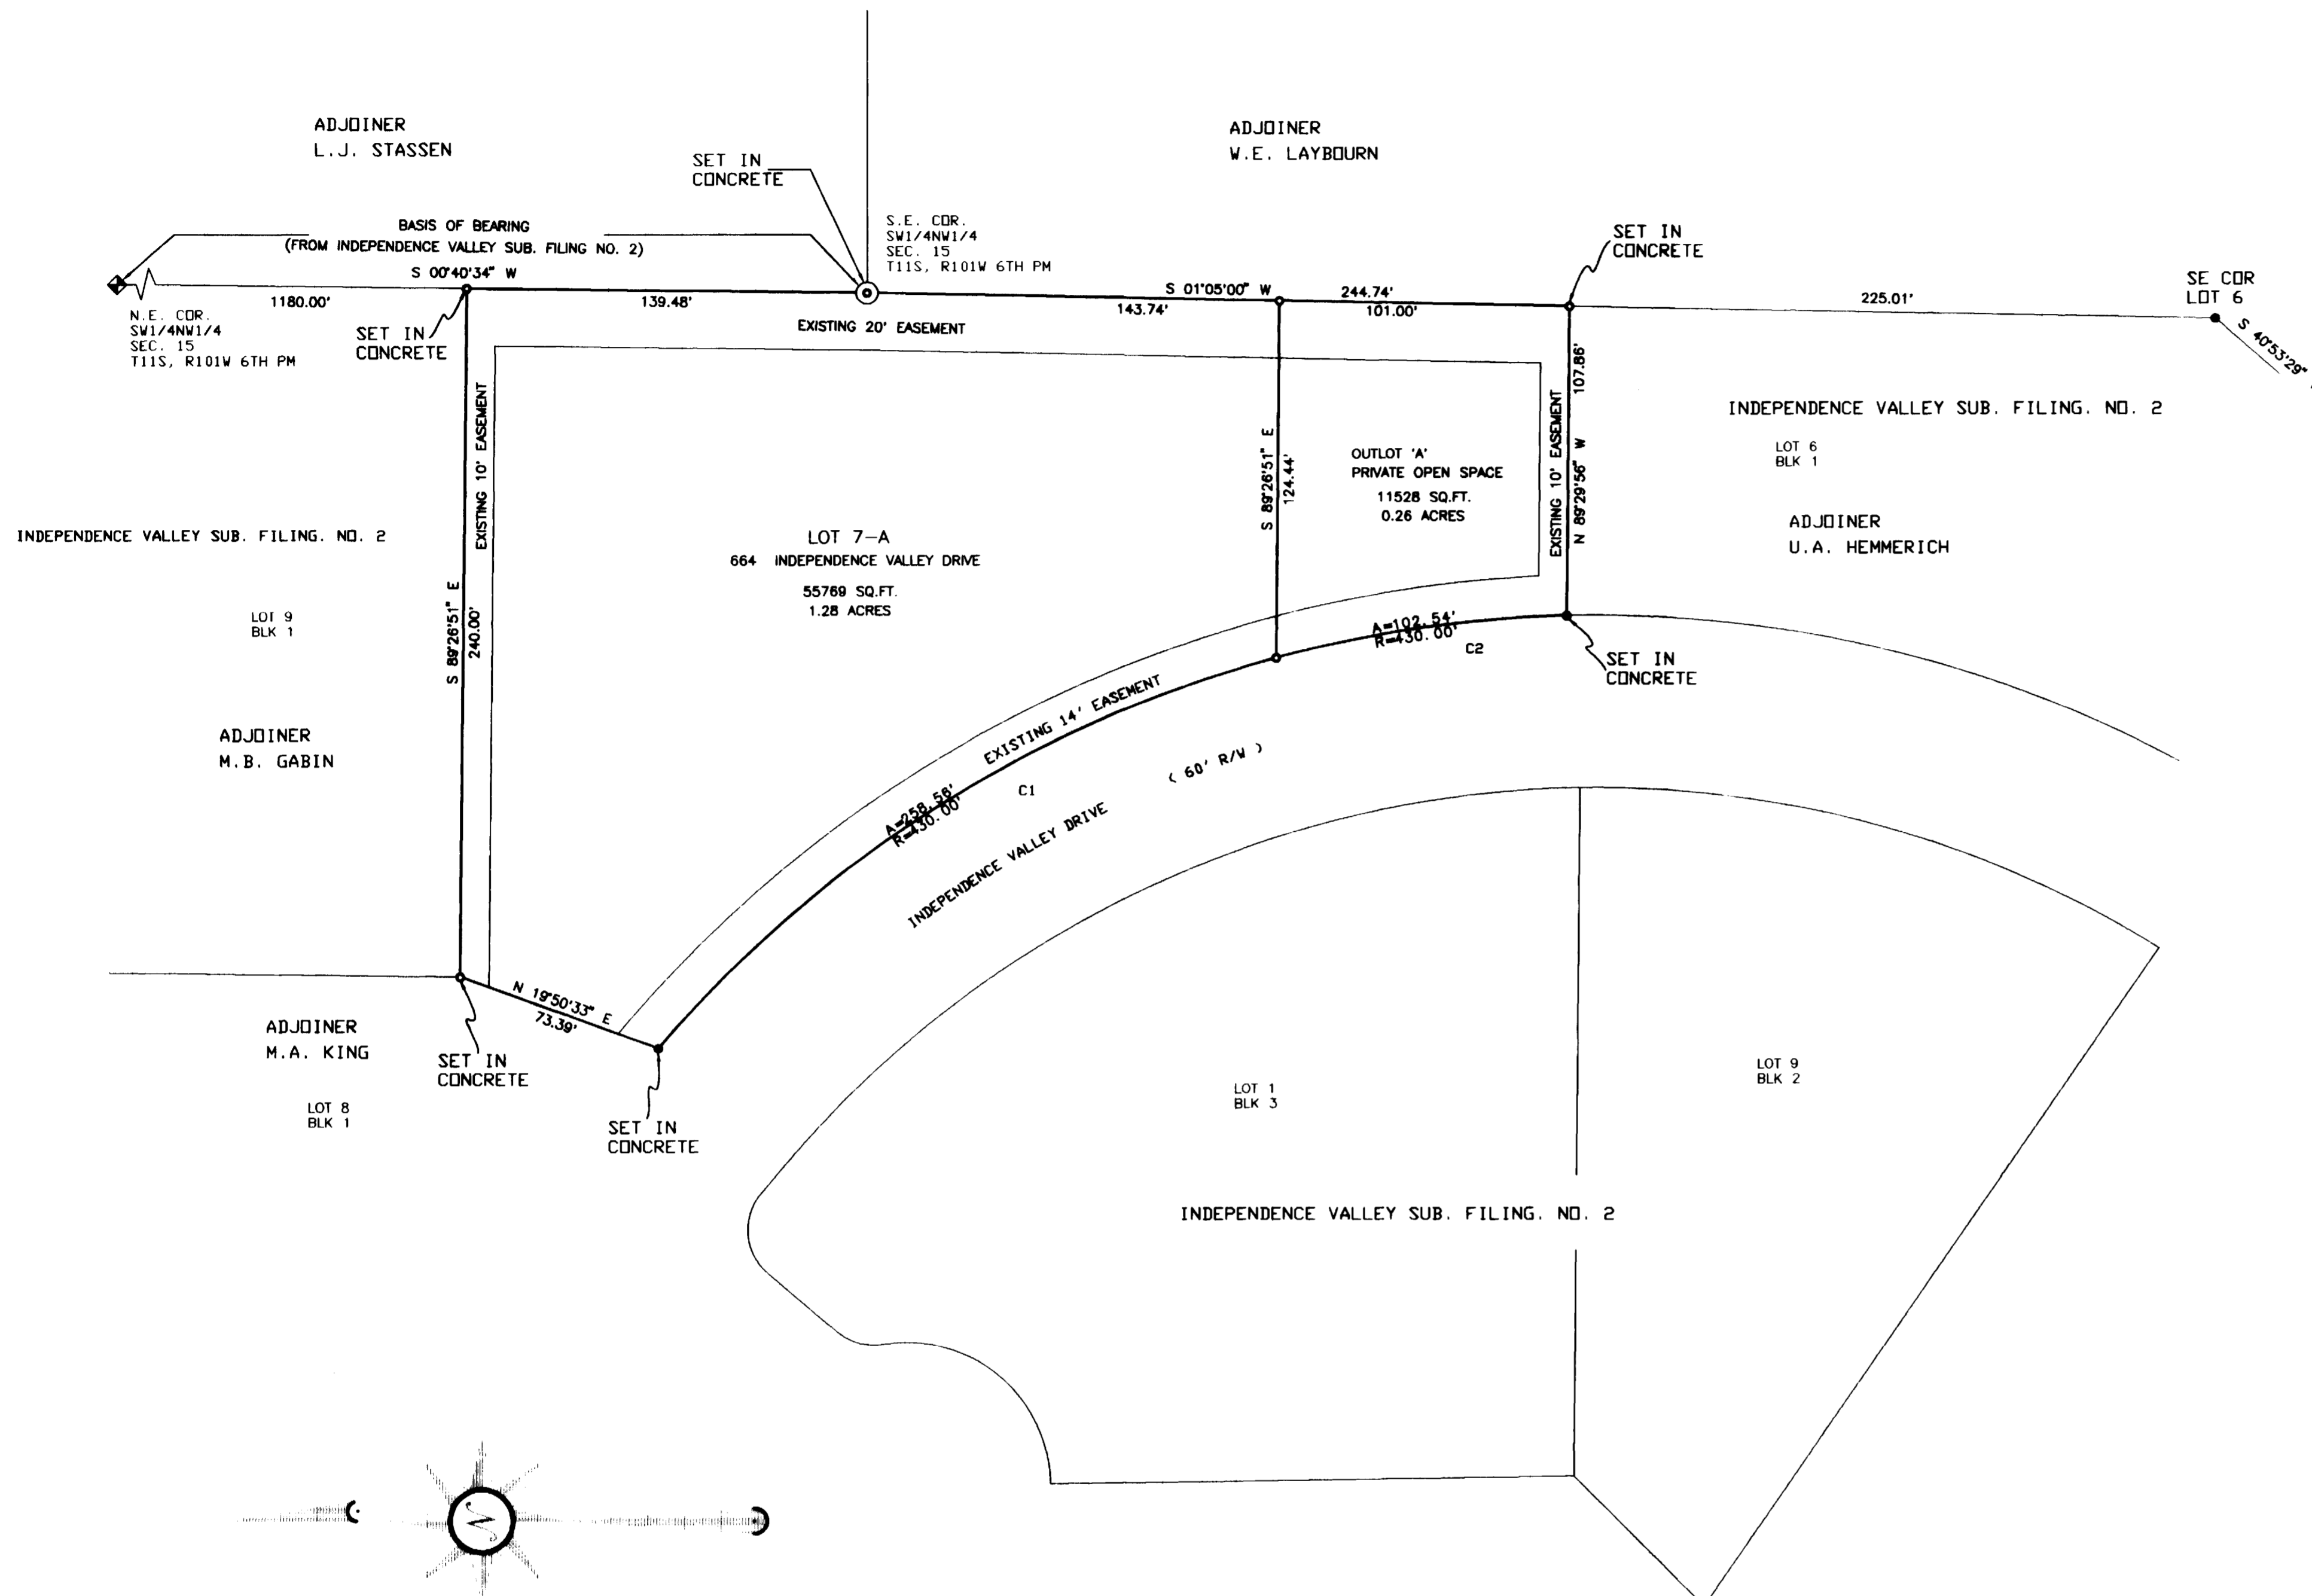 ADJOINER
L.J. STASSEN
ADJOINER
W.E. LAYBOURN
SET IN
CONCRETE
BASIS OF BEARING
(FROM INDEPENDENCE VALLEY SUB. FILING NO. 2)
S 00°40'34" W
1180.00'
139.48'
N.E. COR.
SW1/4NW1/4
SEC. 15
T11S, R101W 6TH PM
SET IN
CONCRETE
S.E. COR.
SW1/4NW1/4
SEC. 15
T11S, R101W 6TH PM
S 01°05'00" W
244.74'
143.74'
101.00'
EXISTING 20' EASEMENT
SET IN
CONCRETE
225.01'
SE COR
LOT 6
S 40°53'29"
INDEPENDENCE VALLEY SUB. FILING. NO. 2
LOT 6
BLK 1
ADJOINER
U.A. HEMMERICH
107.86'
N 89°29'56" W
EXISTING 10' EASEMENT
OUTLOT 'A'
PRIVATE OPEN SPACE
11528 SQ.FT.
0.26 ACRES
S 89°26'51" E
124.44'
LOT 7-A
664 INDEPENDENCE VALLEY DRIVE
55769 SQ.FT.
1.28 ACRES
EXISTING 10' EASEMENT
S 89°26'51" E
240.00'
INDEPENDENCE VALLEY SUB. FILING. NO. 2
LOT 9
BLK 1
ADJOINER
M.B. GABIN
A=102.54'
R=430.00'
C2
SET IN
CONCRETE
EXISTING 14' EASEMENT
A=258.56'
R=430.00'
C1
INDEPENDENCE VALLEY DRIVE
( 60' R/W )
N 19°50'33" E
73.39'
ADJOINER
M.A. KING
SET IN
CONCRETE
LOT 8
BLK 1
SET IN
CONCRETE
LOT 1
BLK 3
LOT 9
BLK 2
INDEPENDENCE VALLEY SUB. FILING. NO. 2
N